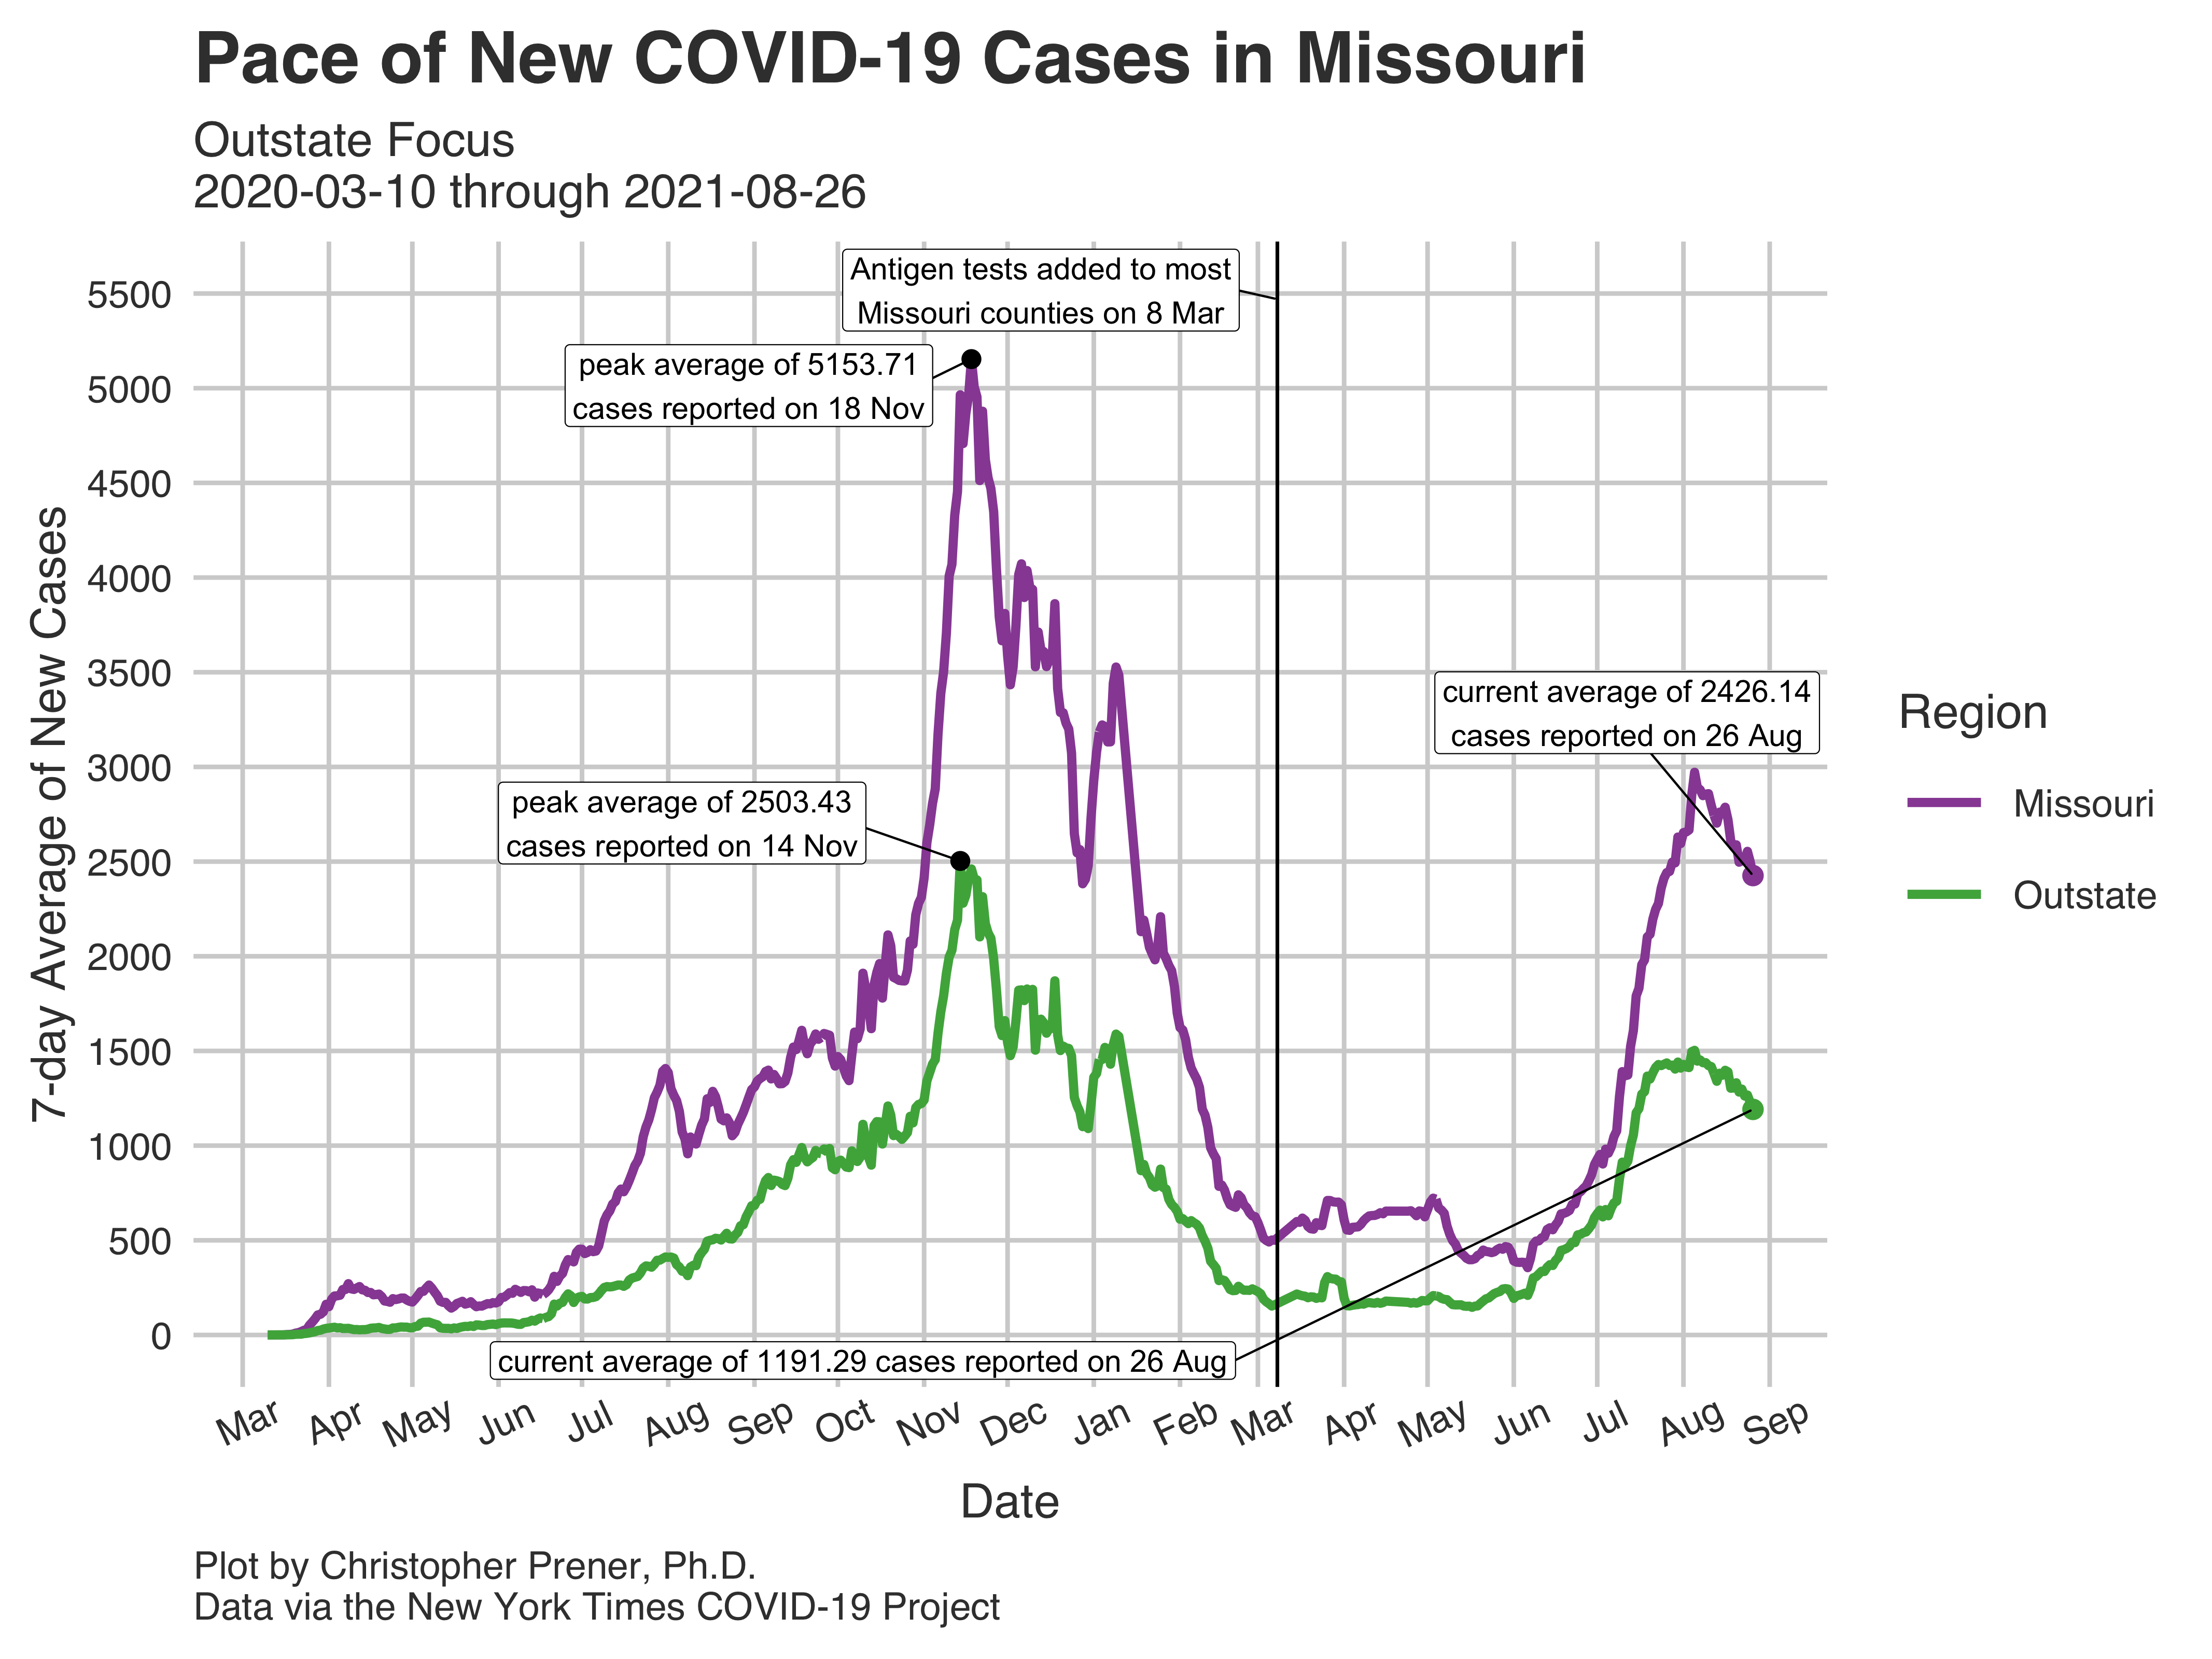 Pace of New COVID-19 Cases in Missouri
Outstate Focus
2020-03-10 through 2021-08-26
Antigen tests added to most
Missouri counties on 8 Mar
peak average of 5153.71
cases reported on 18 Nov
current average of 2426.14
cases reported on 26 Aug
peak average of 2503.43
cases reported on 14 Nov
current average of 1191.29 cases reported on 26 Aug
7-day Average of New Cases
5500
5000
4500
4000
3500
3000
2500
2000
1500
1000
500
0
Mar Apr May Jun Jul Aug Sep Oct Nov Dec Jan Feb Mar Apr May Jun Jul Aug Sep
Date
Region
Missouri
Outstate
Plot by Christopher Prener, Ph.D.
Data via the New York Times COVID-19 Project